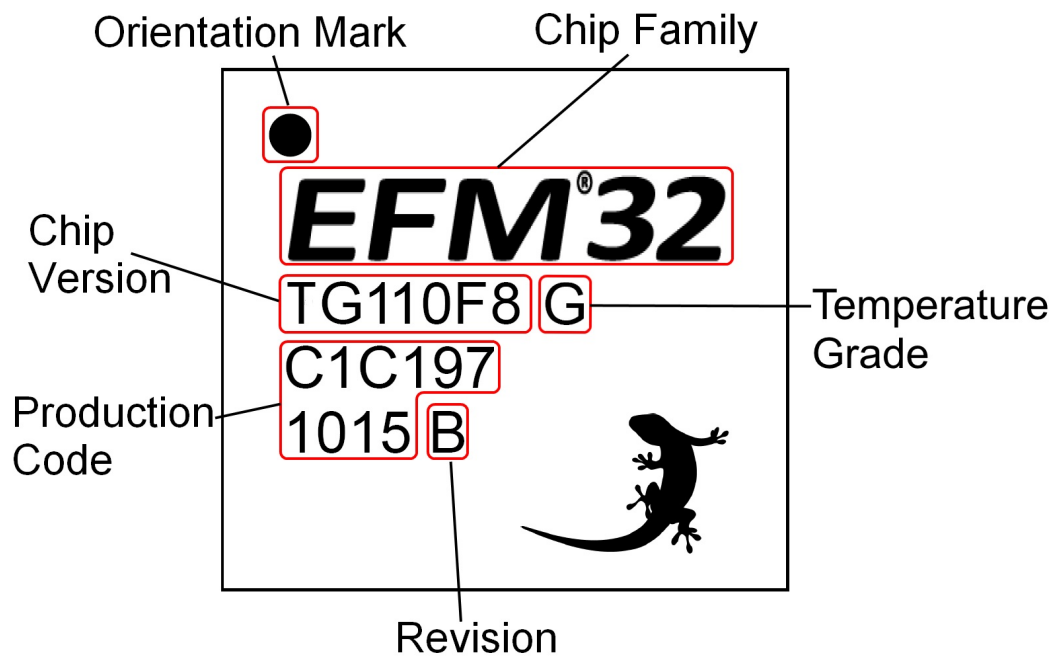 Orientation Mark
Chip Family
EFM®32
Chip
Version
TG110F8 G
Temperature
Grade
C1C197
Production
Code
1015 B
Revision